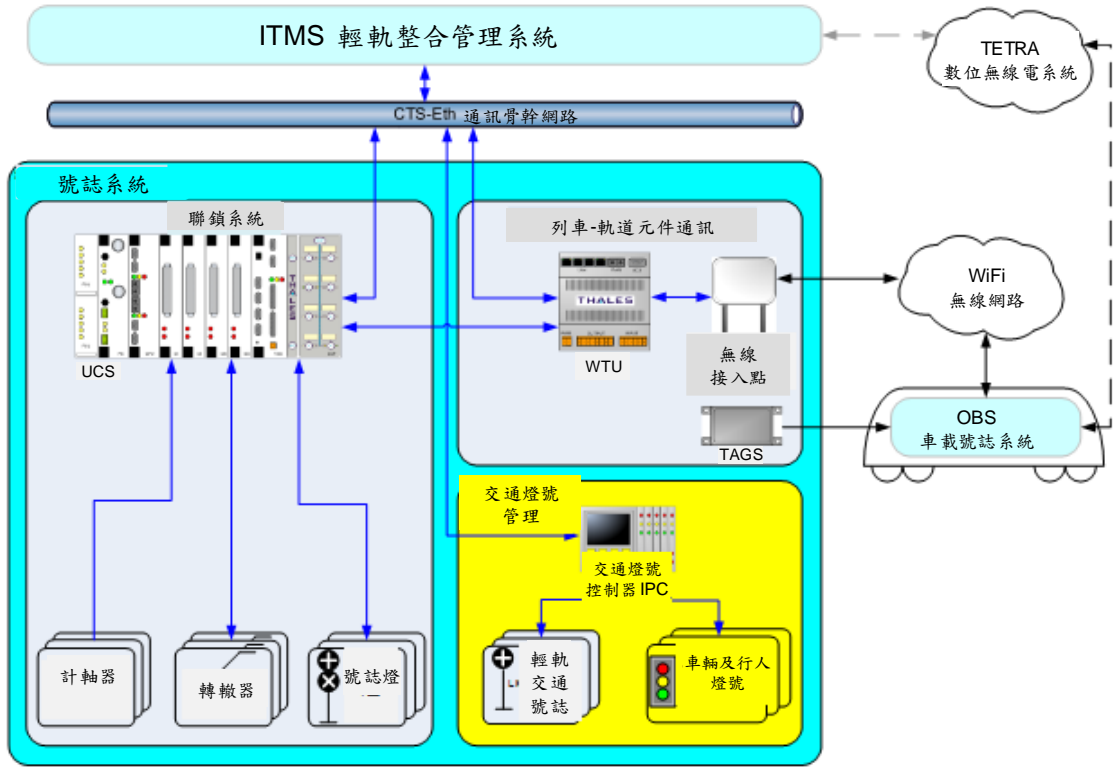 ITMS 輕軌整合管理系統
TETRA
數位無線電系統
CTS-Eth 通訊骨幹網路
號誌系統
聯鎖系統
THALES
UCS
列車-軌道元件通訊
THALES
WTU
無線
接入點
TAGS
WiFi
無線網路
OBS
車載號誌系統
交通燈號
管理
交通燈號
控制器IPC
計軸器
轉轍器
號誌燈
輕軌
交通
號誌
車輛及行人
燈號